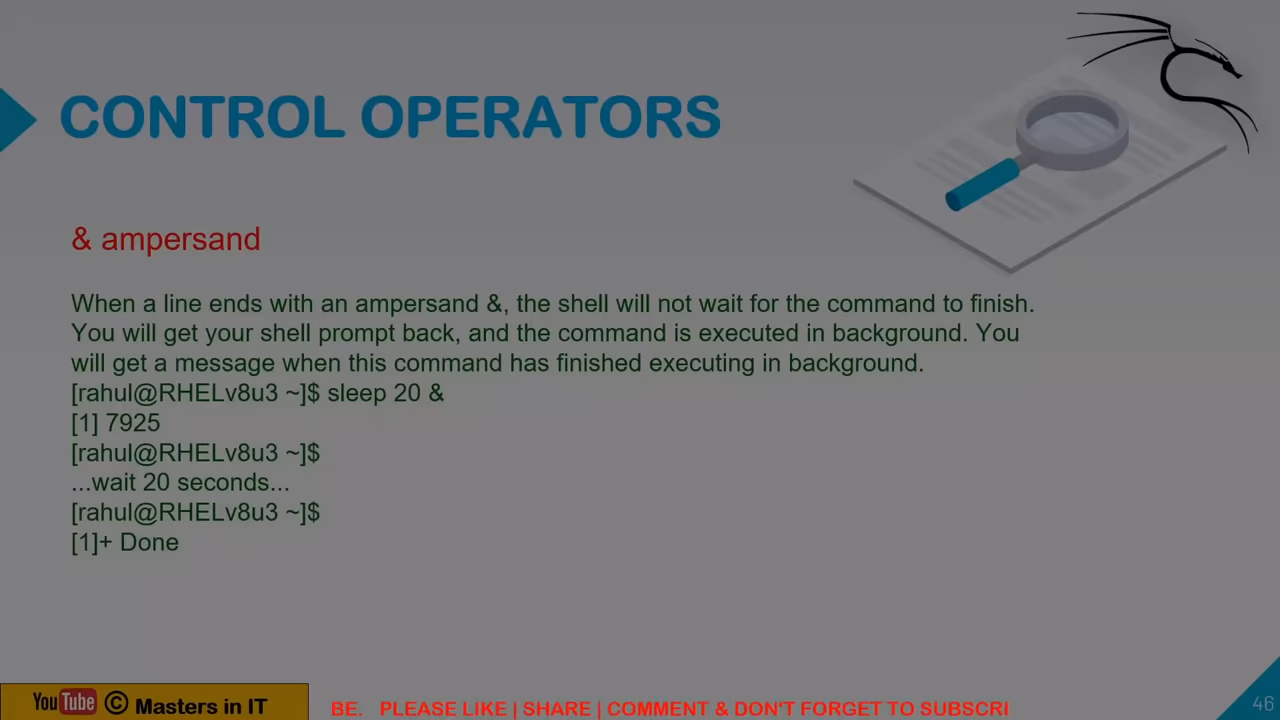 CONTROL OPERATORS
& ampersand
When a line ends with an ampersand &, the shell will not wait for the command to finish.
You will get your shell prompt back, and the command is executed in background. You
will get a message when this command has finished executing in background.
[rahul@RHELv8u3 ~]$ sleep 20 &
[1] 7925
[rahul@RHELv8u3 ~]$
...wait 20 seconds...
[rahul@RHELv8u3 ~]$
[1]+ Done
YouTube © Masters in IT
BE. PLEASE LIKE | SHARE | COMMENT & DON'T FORGET TO SUBSCRI
46